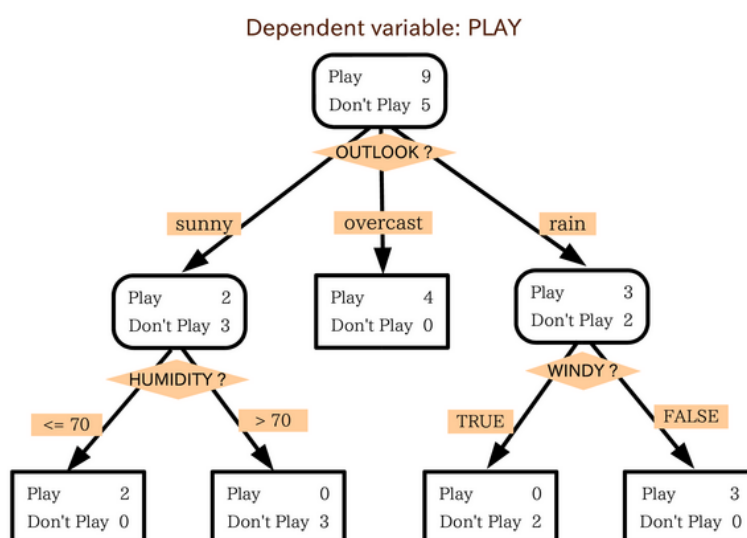 Dependent variable: PLAY
Play 9
Don't Play 5
OUTLOOK ?
sunny
overcast
rain
Play 2
Don't Play 3
Play 4
Don't Play 0
Play 3
Don't Play 2
HUMIDITY ?
WINDY ?
<= 70
> 70
TRUE
FALSE
Play 2
Don't Play 0
Play 0
Don't Play 3
Play 0
Don't Play 2
Play 3
Don't Play 0